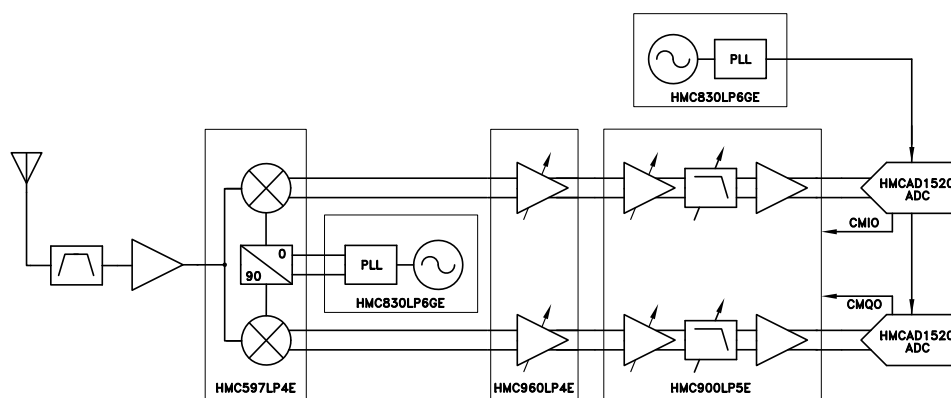 PLL
HMC830LP6GE
HMCAD1520
ADC
CMIO
0
90
PLL
HMC830LP6GE
CMQO
HMCAD1520
ADC
HMC597LP4E
HMC960LP4E
HMC900LP5E